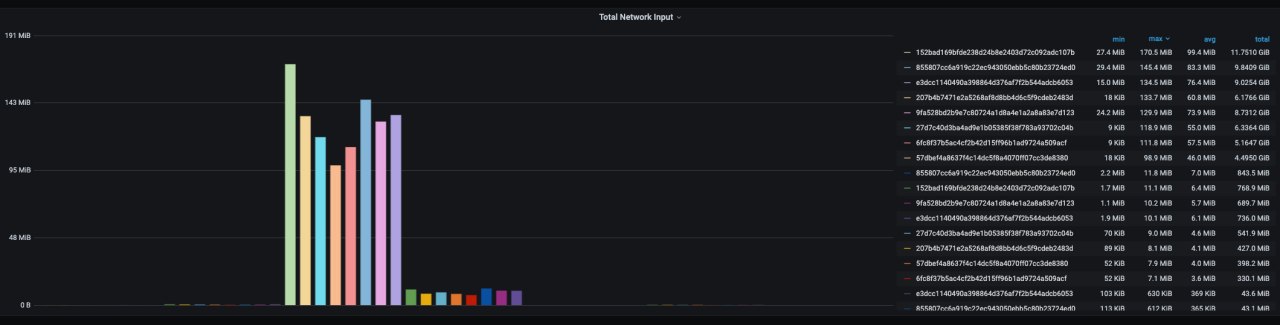 Total Network Input
191 MiB
143 MiB
95 MiB
48 MiB
0 B
min max avg total
152bad169bfde238d24b8e2403d72c092adc107b 27.4 MiB 170.5 MiB 99.4 MiB 11.7510 GiB
855807cc6a919c22ec943050ebb5c80b23724ed0 29.4 MiB 145.4 MiB 83.3 MiB 9.8409 GiB
e3dcc1140490a398864d376af7f2b544adcb6053 15.0 MiB 134.5 MiB 76.4 MiB 9.0254 GiB
207b4b7471e2a5268af8d8bb4d6c5f9cdeb2483d 18 KiB 133.7 MiB 60.8 MiB 6.1766 GiB
9fa528bd2b9e7c80724a1d8a4e1a2a8a83e7d123 24.2 MiB 129.9 MiB 73.9 MiB 8.7312 GiB
27d7c40d3ba4ad9e1b05385f38f783a93702c04b 9 KiB 118.9 MiB 55.0 MiB 6.3364 GiB
6fc8f37b5ac4cf2b42d15ff96b1ad9724a509acf 9 KiB 111.8 MiB 57.5 MiB 5.1647 GiB
57dbef4a8637f4c14dc5f8a4070ff07cc3de8380 18 KiB 98.9 MiB 46.0 MiB 4.4950 GiB
855807cc6a919c22ec943050ebb5c80b23724ed0 2.2 MiB 11.8 MiB 7.0 MiB 843.5 MiB
152bad169bfde238d24b8e2403d72c092adc107b 1.7 MiB 11.1 MiB 6.4 MiB 768.9 MiB
9fa528bd2b9e7c80724a1d8a4e1a2a8a83e7d123 1.1 MiB 10.2 MiB 5.7 MiB 689.7 MiB
e3dcc1140490a398864d376af7f2b544adcb6053 1.9 MiB 10.1 MiB 6.1 MiB 736.0 MiB
27d7c40d3ba4ad9e1b05385f38f783a93702c04b 70 KiB 9.0 MiB 4.6 MiB 541.9 MiB
207b4b7471e2a5268af8d8bb4d6c5f9cdeb2483d 89 KiB 8.1 MiB 4.1 MiB 427.0 MiB
57dbef4a8637f4c14dc5f8a4070ff07cc3de8380 52 KiB 7.9 MiB 4.0 MiB 398.2 MiB
6fc8f37b5ac4cf2b42d15ff96b1ad9724a509acf 52 KiB 7.1 MiB 3.6 MiB 330.1 MiB
e3dcc1140490a398864d376af7f2b544adcb6053 103 KiB 630 KiB 369 KiB 43.6 MiB
855807cc6a919c22ec943050ebb5c80b23724ed0 113 KiB 612 KiB 365 KiB 43.1 MiB